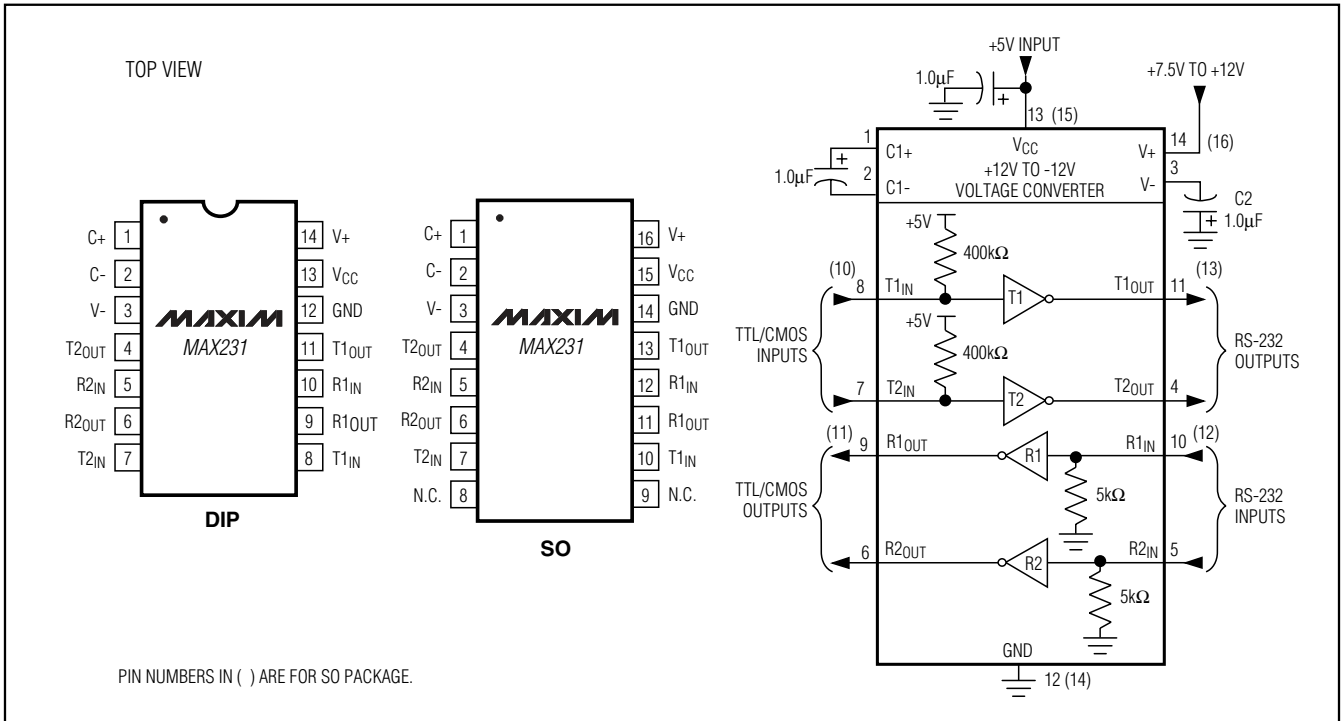 TOP VIEW
C+ 1
C- 2
V- 3
T2OUT 4
R2IN 5
R2OUT 6
T2IN 7
14 V+
13 VCC
12 GND
11 T1OUT
10 R1IN
9 R1OUT
8 T1IN
MAXIM
MAX231
DIP
C+ 1
C- 2
V- 3
T2OUT 4
R2IN 5
R2OUT 6
T2IN 7
N.C. 8
16 V+
15 VCC
14 GND
13 T1OUT
12 R1IN
11 R1OUT
10 T1IN
9 N.C.
MAXIM
MAX231
SO
+5V INPUT
1.0µF
+
+7.5V TO +12V
13 (15)
1 C1+
2 C1-
1.0µF
+
VCC
+12V TO -12V
VOLTAGE CONVERTER
V+ 14 (16)
V- 3
C2
+ 1.0µF
+5V
400kΩ
(10)
8 T1IN
T1
T1OUT 11
(13)
+5V
400kΩ
TTL/CMOS
INPUTS
RS-232
OUTPUTS
7 T2IN
T2
T2OUT 4
(11)
9 R1OUT
R1
R1IN 10
(12)
5kΩ
TTL/CMOS
OUTPUTS
RS-232
INPUTS
6 R2OUT
R2
R2IN 5
5kΩ
GND
12 (14)
PIN NUMBERS IN ( ) ARE FOR SO PACKAGE.